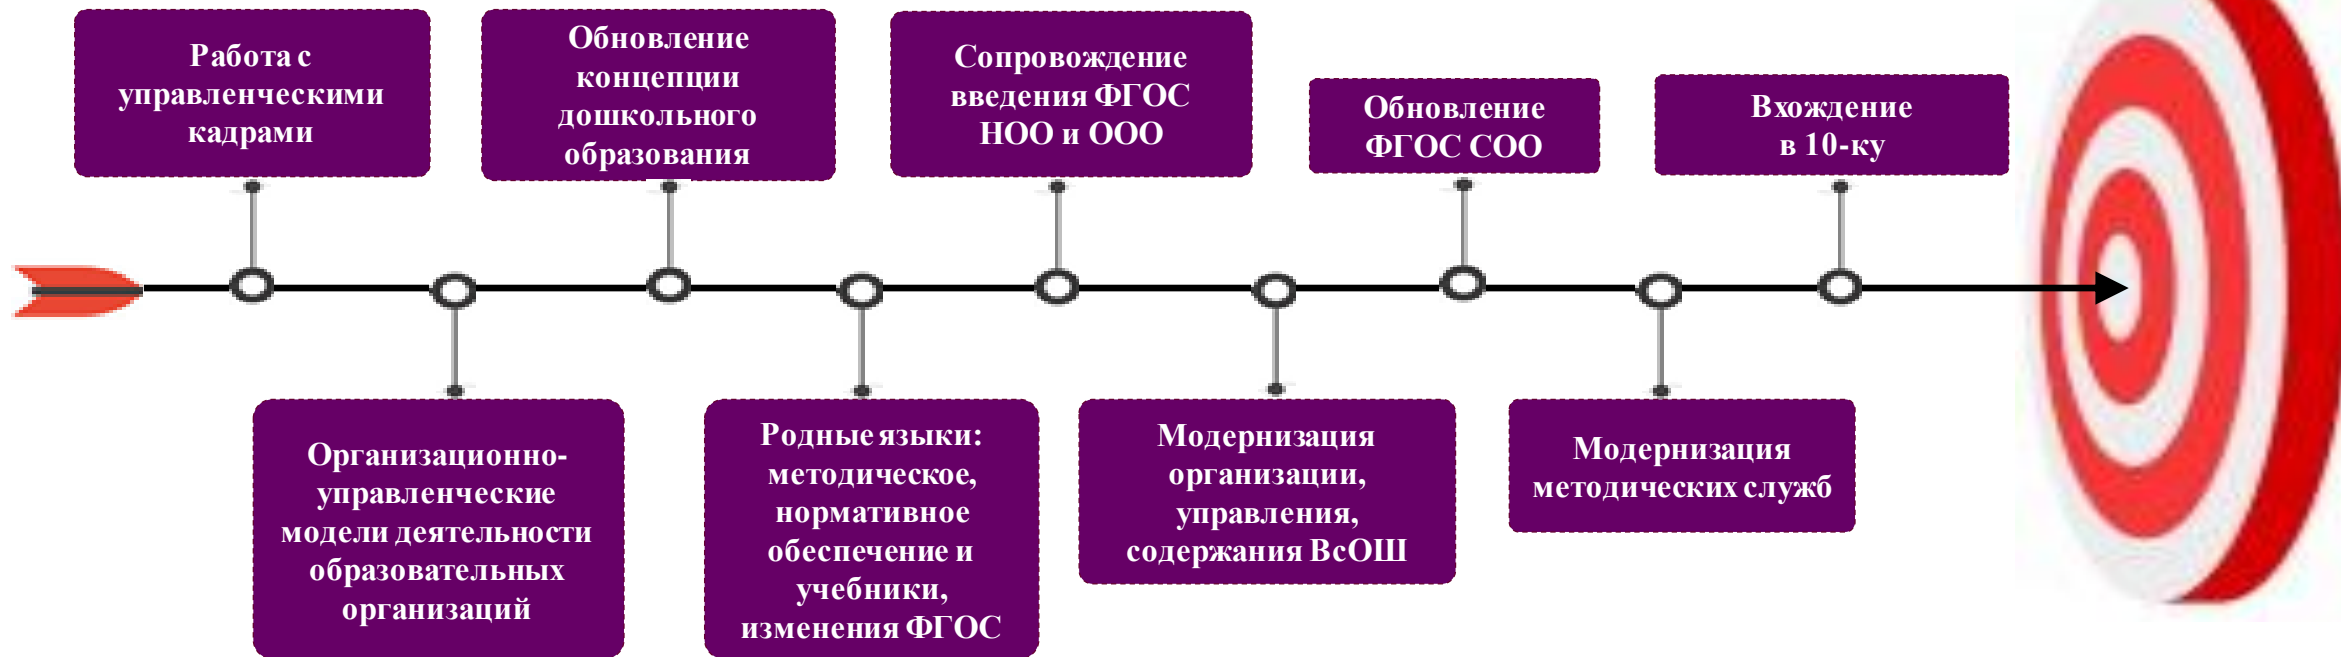 Работа с
управленческими
кадрами
Обновление
концепции
дошкольного
образования
Сопровождение
введения ФГОС
НОО и ООО
Обновление
ФГОС СОО
Вхождение
в 10-ку
Организационно-
управленческие
модели деятельности
образовательных
организаций
Родные языки:
методическое,
нормативное
обеспечение и
учебники,
изменения ФГОС
Модернизация
организации,
управления,
содержания ВсОШ
Модернизация
методических служб